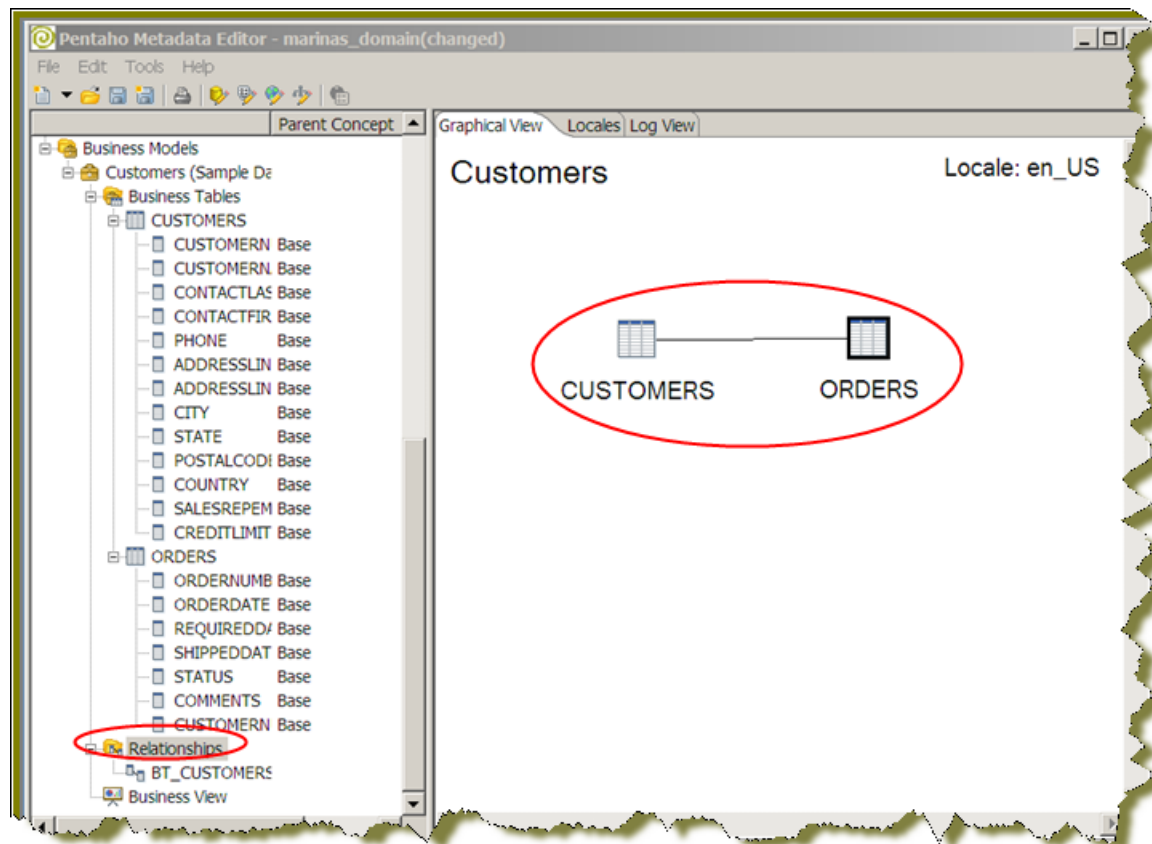 Pentaho Metadata Editor - marinas_domain(changed)
File Edit Tools Help
Parent Concept
Graphical View Locales Log View
Business Models
Customers (Sample Da
Business Tables
CUSTOMERS
CUSTOMERN Base
CUSTOMERN. Base
CONTACTLAS Base
CONTACTFIR Base
PHONE Base
ADDRESSLIN Base
ADDRESSLIN Base
CITY Base
STATE Base
POSTALCODE Base
COUNTRY Base
SALESREPEM Base
CREDITLIMIT Base
ORDERS
ORDERNUMB Base
ORDERDATE Base
REQUIREDDA Base
SHIPPEDDAT Base
STATUS Base
COMMENTS Base
CUSTOMERN Base
Relationships
BT_CUSTOMERS
Business View
Customers
Locale: en_US
CUSTOMERS
ORDERS